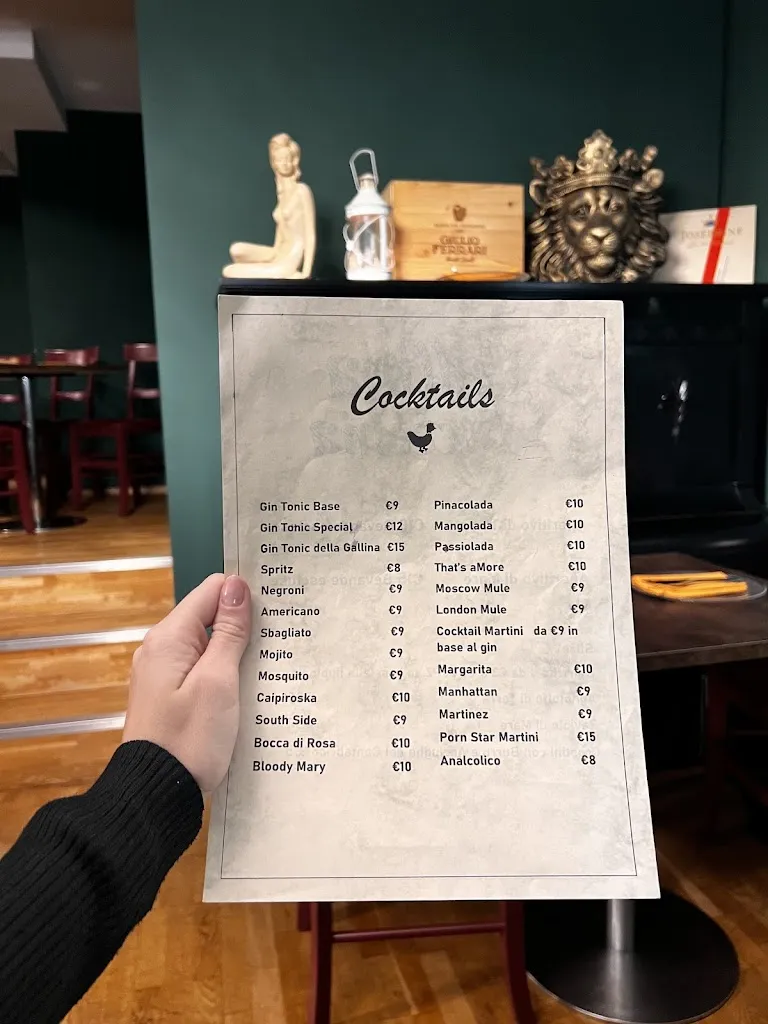 GIULIO
FERRARI
Cocktails
Gin Tonic Base €9
Gin Tonic Special €12
Gin Tonic della Gallina €15
Spritz €8
Negroni €9
Americano €9
Sbagliato €9
Mojito €9
Mosquito €9
Caipiroska €10
South Side €9
Bocca di Rosa €10
Bloody Mary €10
Pinacolada €10
Mangolada €10
Passiolada €10
That's aMore €10
Moscow Mule €9
London Mule €9
Cocktail Martini da €9 in
base al gin
Margarita €10
Manhattan €9
Martinez €9
Porn Star Martini €15
Analcolico €8